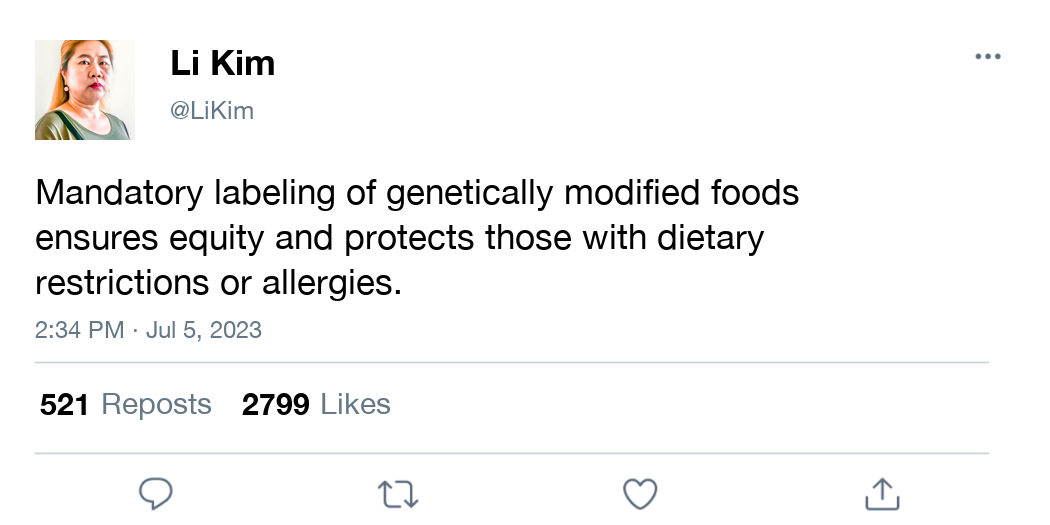 Li Kim
@LiKim
Mandatory labeling of genetically modified foods
ensures equity and protects those with dietary
restrictions or allergies.
2:34 PM · Jul 5, 2023
521 Reposts 2799 Likes